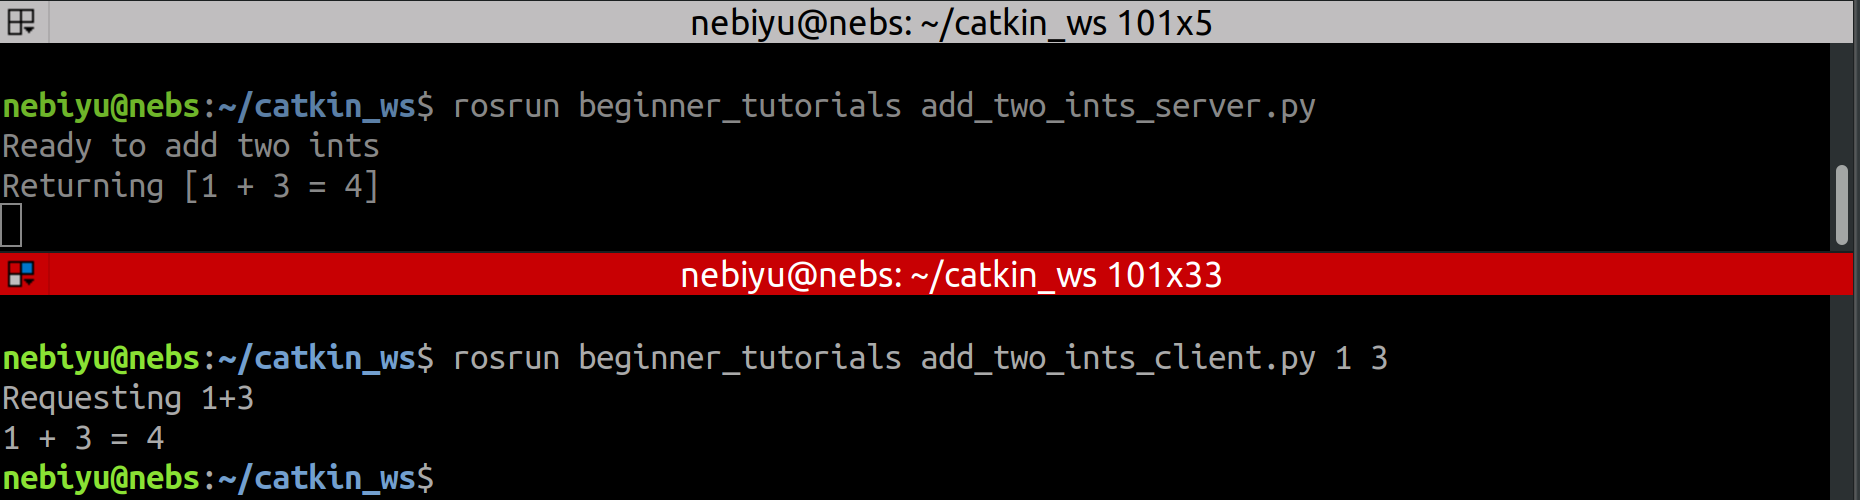 nebiyu@nebs: ~/catkin_ws 101x5
nebiyu@nebs:~/catkin_ws$ rosrun beginner_tutorials add_two_ints_server.py
Ready to add two ints
Returning [1 + 3 = 4]
nebiyu@nebs: ~/catkin_ws 101x33
nebiyu@nebs:~/catkin_ws$ rosrun beginner_tutorials add_two_ints_client.py 1 3
Requesting 1+3
1 + 3 = 4
nebiyu@nebs:~/catkin_ws$